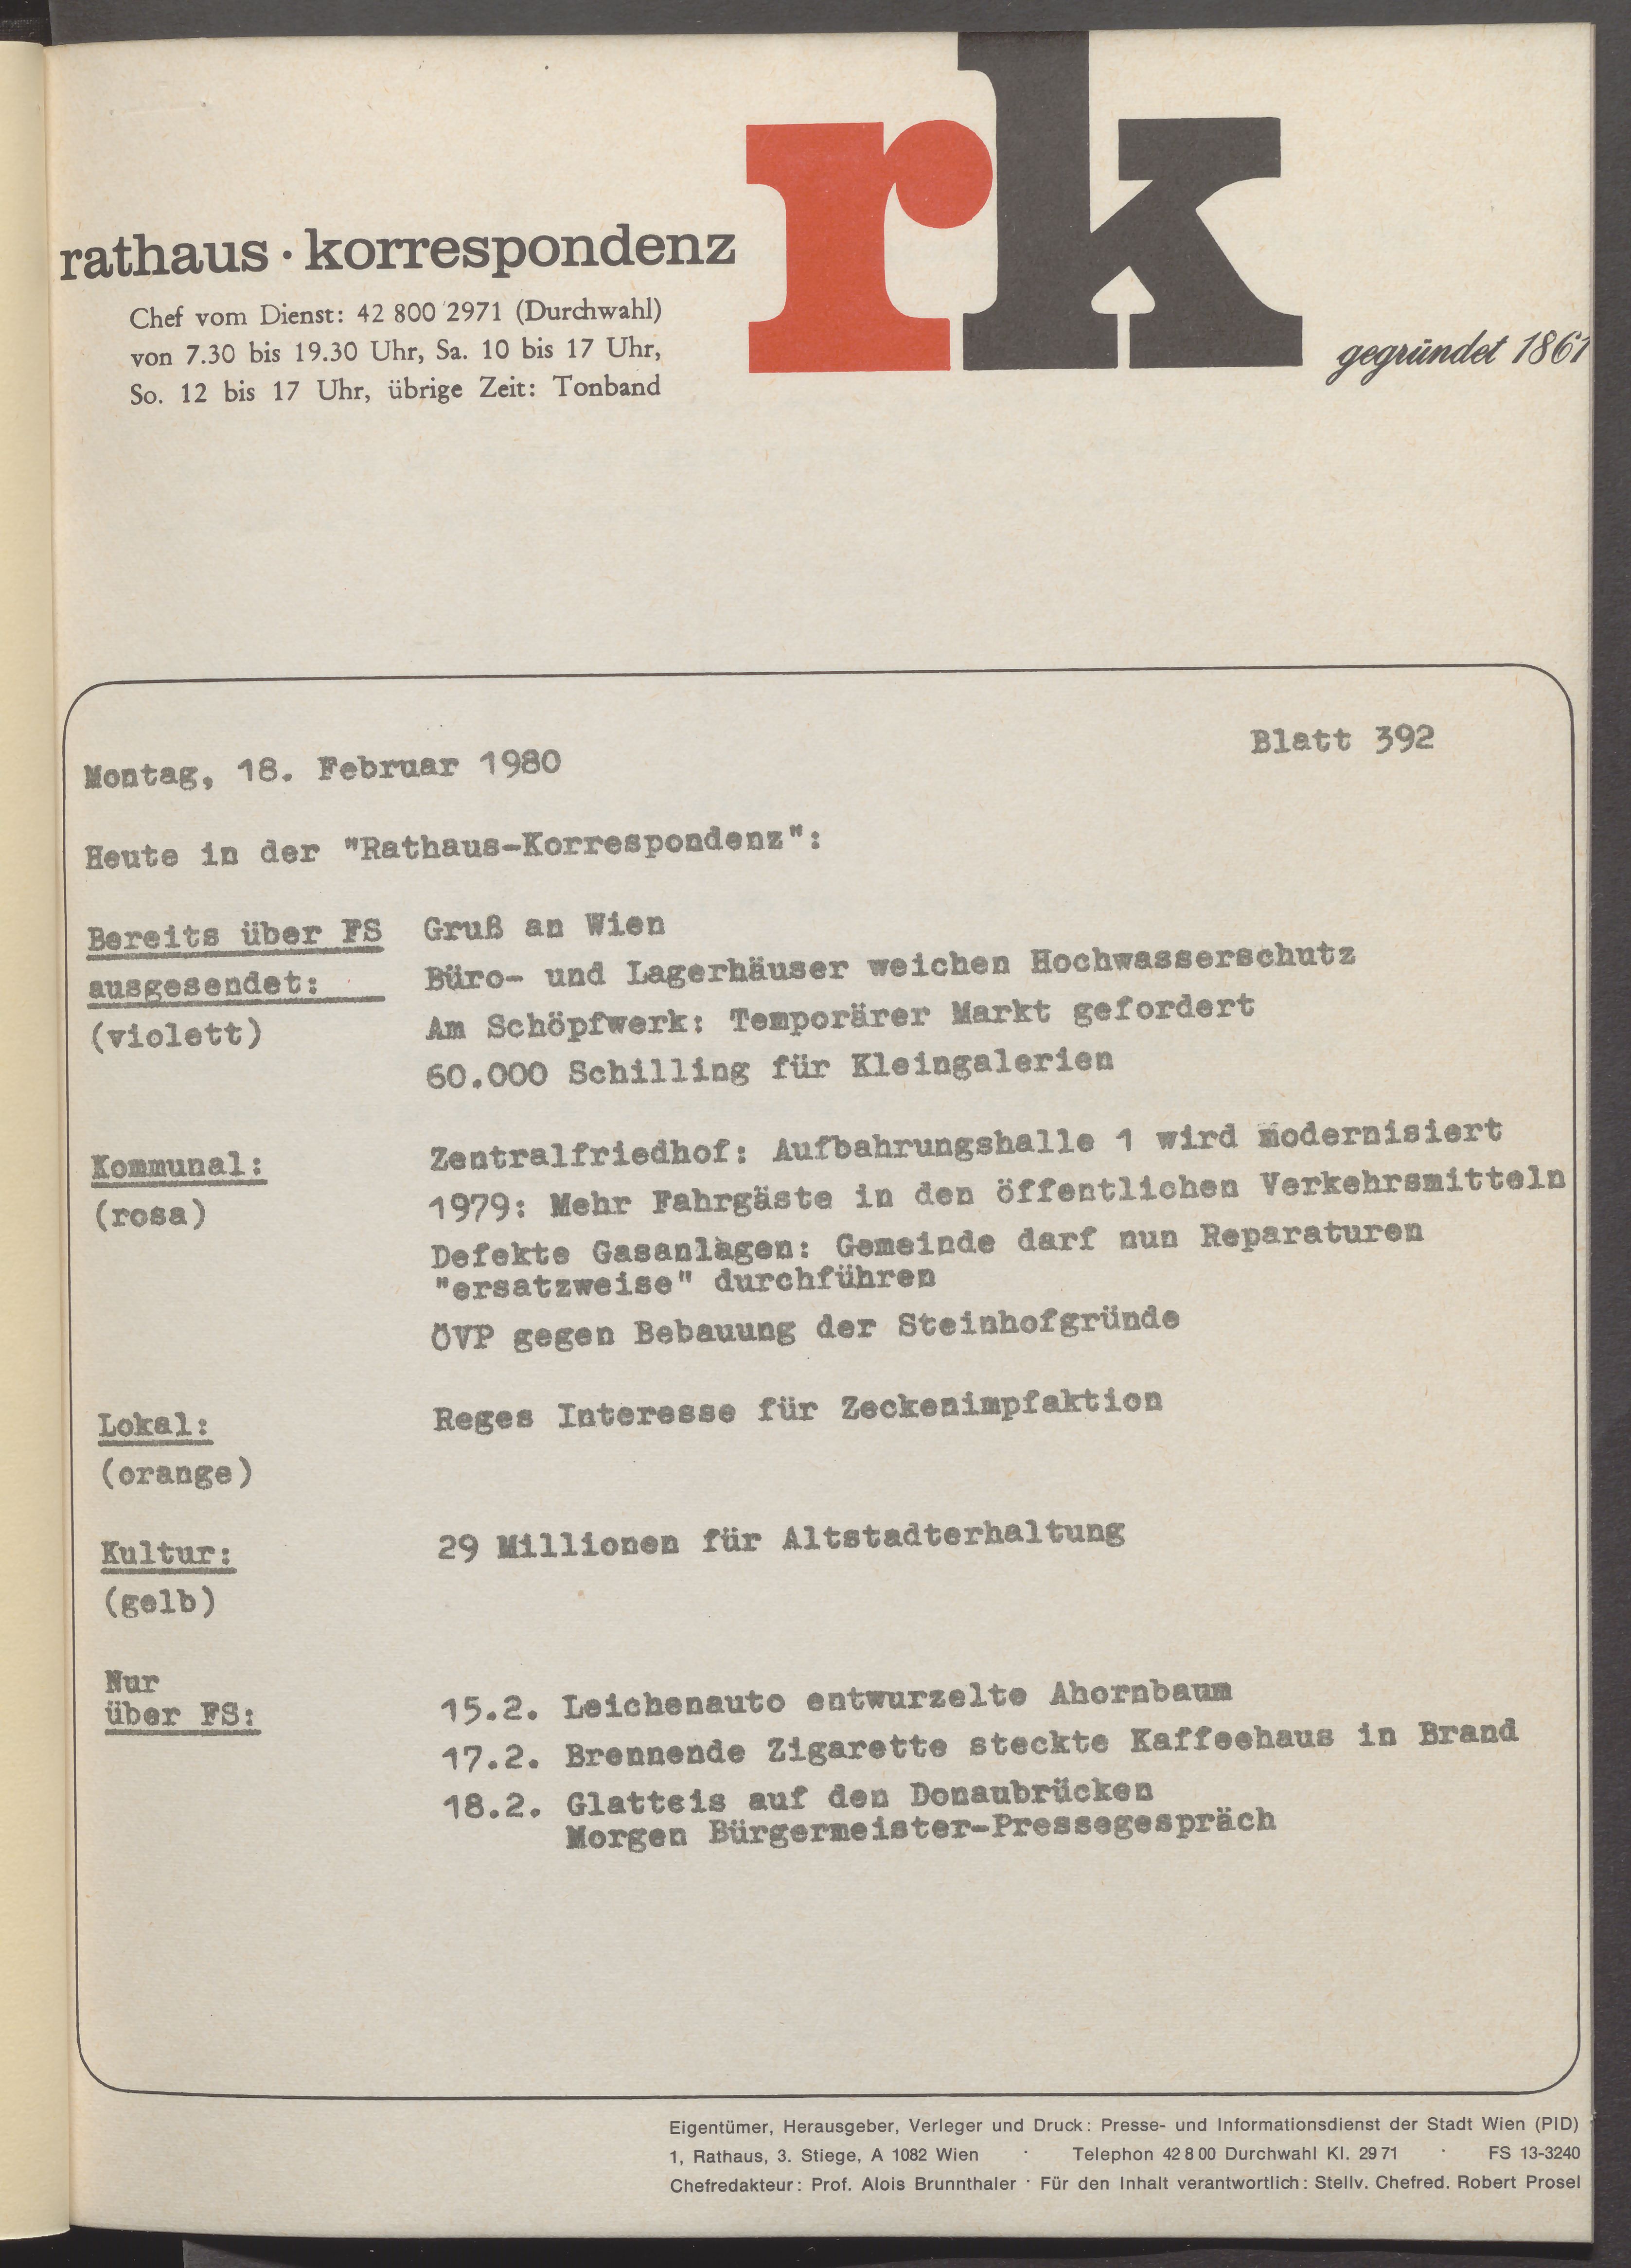 rk
rathaus · korrespondenz
Chef vom Dienst: 42 800 2971 (Durchwahl)
von 7.30 bis 19.30 Uhr, Sa. 10 bis 17 Uhr,
So. 12 bis 17 Uhr, übrige Zeit: Tonband
gegründet 1861
Blatt 392
Montag, 18. Februar 1980
Heute in der "Rathaus-Korrespondenz":
Bereits über FS Gruß an Wien
ausgesendet: Büro- und Lagerhäuser weichen Hochwasserschutz
(violett) Am Schöpfwerk: Temporärer Markt gefordert
60.000 Schilling für Kleingalerien
Kommunal: Zentralfriedhof: Aufbahrungshalle 1 wird modernisiert
(rosa) 1979: Mehr Fahrgäste in den öffentlichen Verkehrsmitteln
Defekte Gasanlagen: Gemeinde darf nun Reparaturen
"ersatzweise" durchführen
ÖVP gegen Bebauung der Steinhofgründe
Lokal: Reges Interesse für Zeckenimpfaktion
(orange)
Kultur: 29 Millionen für Altstadterhaltung
(gelb)
Nur
über FS: 15.2. Leichenauto entwurzelte Ahornbaum
17.2. Brennende Zigarette steckte Kaffeehaus in Brand
18.2. Glatteis auf den Donaubrücken
Morgen Bürgermeister-Pressegespräch
Eigentümer, Herausgeber, Verleger und Druck: Presse- und Informationsdienst der Stadt Wien (PID)
1, Rathaus, 3. Stiege, A 1082 Wien · Telephon 42 8 00 Durchwahl Kl. 29 71 · FS 13-3240
Chefredakteur: Prof. Alois Brunnthaler · Für den Inhalt verantwortlich: Stellv. Chefred. Robert Prosel